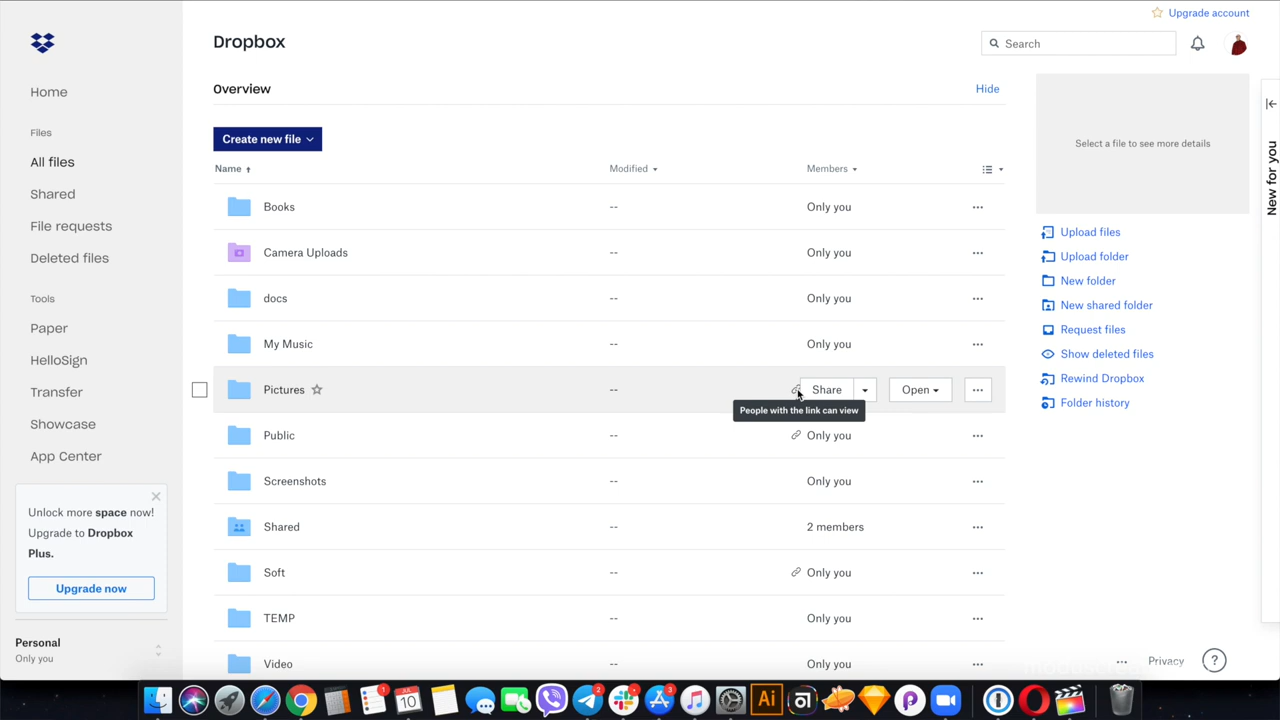 Upgrade account
Dropbox
Search
Home
Overview
Hide
Files
Create new file
Select a file to see more details
All files
Name
Modified
Members
New for you
Shared
Books
--
Only you
...
File requests
Upload files
Deleted files
Camera Uploads
--
Only you
...
Upload folder
New folder
Tools
docs
--
Only you
...
New shared folder
Paper
Request files
My Music
--
Only you
...
Show deleted files
HelloSign
Rewind Dropbox
Transfer
Pictures
--
Share
Open
...
Folder history
People with the link can view
Showcase
Public
--
Only you
...
App Center
Screenshots
--
Only you
...
Unlock more space now!
Upgrade to Dropbox
Plus.
Shared
--
2 members
...
Upgrade now
Soft
--
Only you
...
TEMP
--
Only you
...
Personal
Only you
Video
--
Only you
...
...
Privacy
?
1
JUL
10
2
2
3
Ai